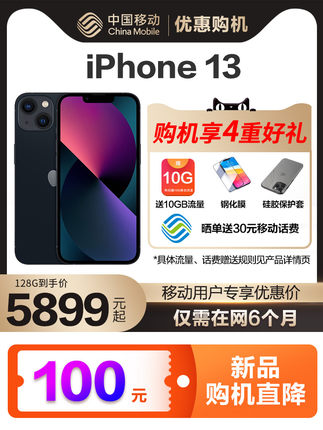 中国移动
China Mobile
优惠购机
iPhone 13
购机享4重好礼
10G
送10GB流量
钢化膜
硅胶保护套
晒单送30元移动话费
*具体流量、话费赠送规则见产品详情页
128G到手价
5899元起
移动用户专享优惠价
仅需在网6个月
100元
新品
购机直降